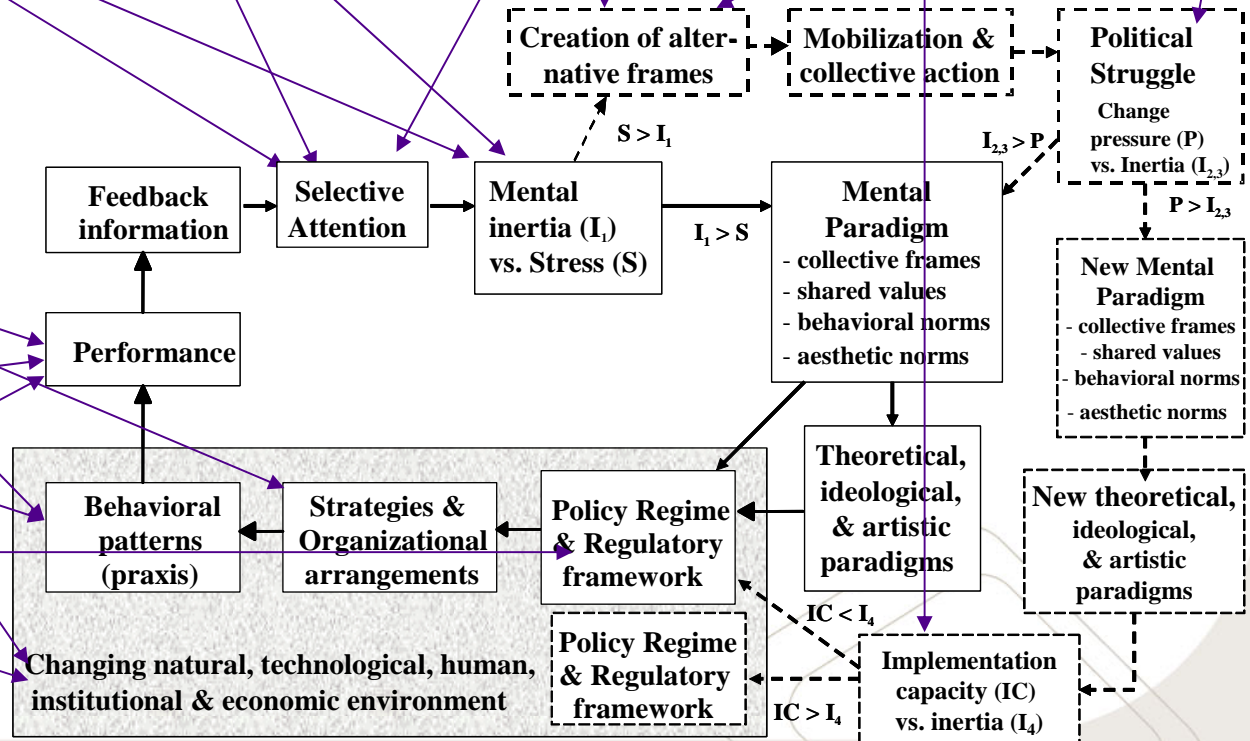 Creation of alter-
native frames
Mobilization &
collective action
Political
Struggle
Change
pressure (P)
vs. Inertia (I2,3)
S > I1
I2,3 > P
P > I2,3
Feedback
information
Selective
Attention
Mental
inertia (I1)
vs. Stress (S)
I1 > S
Mental
Paradigm
- collective frames
- shared values
- behavioral norms
- aesthetic norms
New Mental
Paradigm
- collective frames
- shared values
- behavioral norms
- aesthetic norms
Performance
Theoretical,
ideological,
& artistic
paradigms
New theoretical,
ideological,
& artistic
paradigms
Behavioral
patterns
(praxis)
Strategies &
Organizational
arrangements
Policy Regime
& Regulatory
framework
IC < I4
Policy Regime
& Regulatory
framework
IC > I4
Implementation
capacity (IC)
vs. inertia (I4)
Changing natural, technological, human,
institutional & economic environment